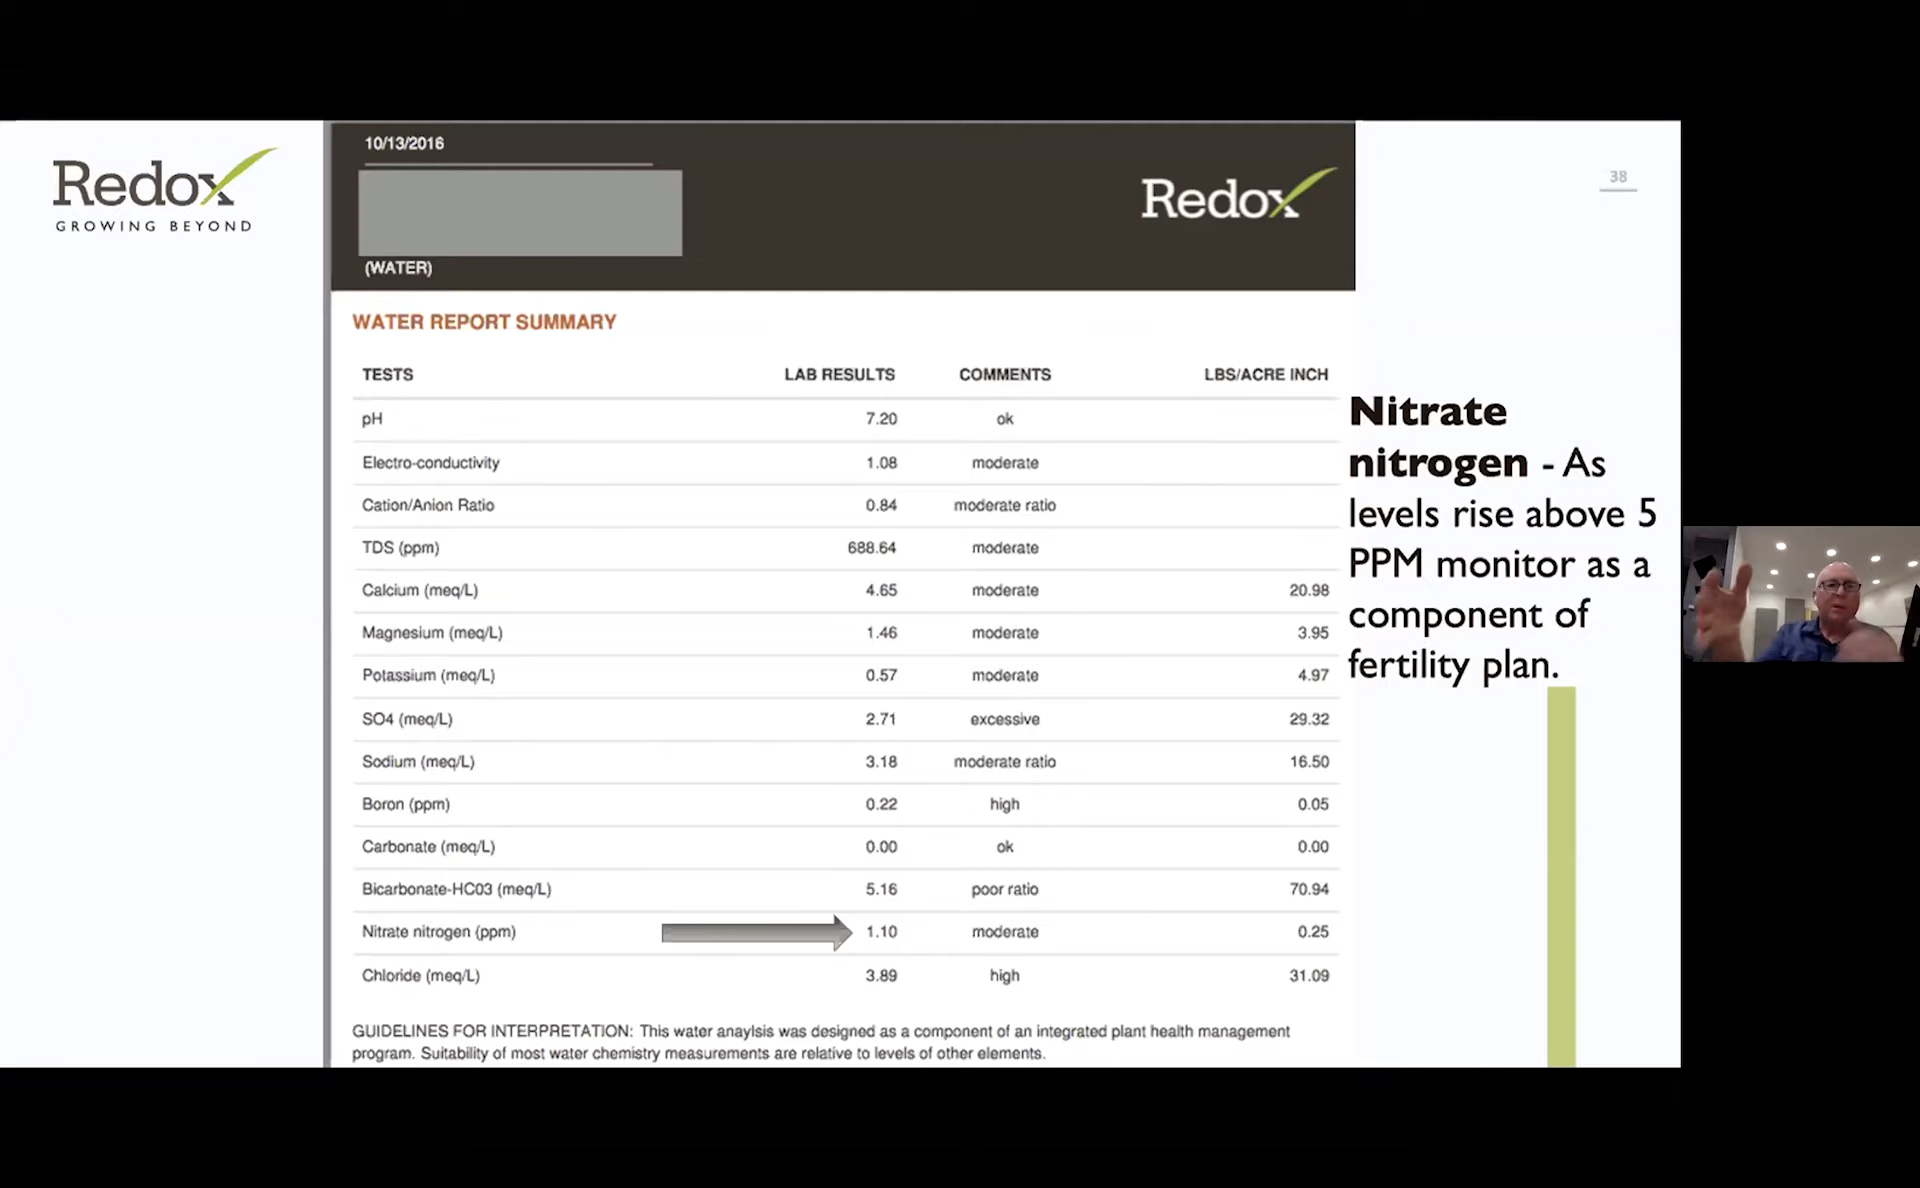 Redox
GROWING BEYOND
10/13/2016
(WATER)
Redox
38
WATER REPORT SUMMARY
TESTS LAB RESULTS COMMENTS LBS/ACRE INCH
pH 7.20 ok
Electro-conductivity 1.08 moderate
Cation/Anion Ratio 0.84 moderate ratio
TDS (ppm) 688.64 moderate
Calcium (meq/L) 4.65 moderate 20.98
Magnesium (meq/L) 1.46 moderate 3.95
Potassium (meq/L) 0.57 moderate 4.97
SO4 (meq/L) 2.71 excessive 29.32
Sodium (meq/L) 3.18 moderate ratio 16.50
Boron (ppm) 0.22 high 0.05
Carbonate (meq/L) 0.00 ok 0.00
Bicarbonate-HC03 (meq/L) 5.16 poor ratio 70.94
Nitrate nitrogen (ppm) 1.10 moderate 0.25
Chloride (meq/L) 3.89 high 31.09
GUIDELINES FOR INTERPRETATION: This water anaylsis was designed as a component of an integrated plant health management
program. Suitability of most water chemistry measurements are relative to levels of other elements.
Nitrate
nitrogen - As
levels rise above 5
PPM monitor as a
component of
fertility plan.